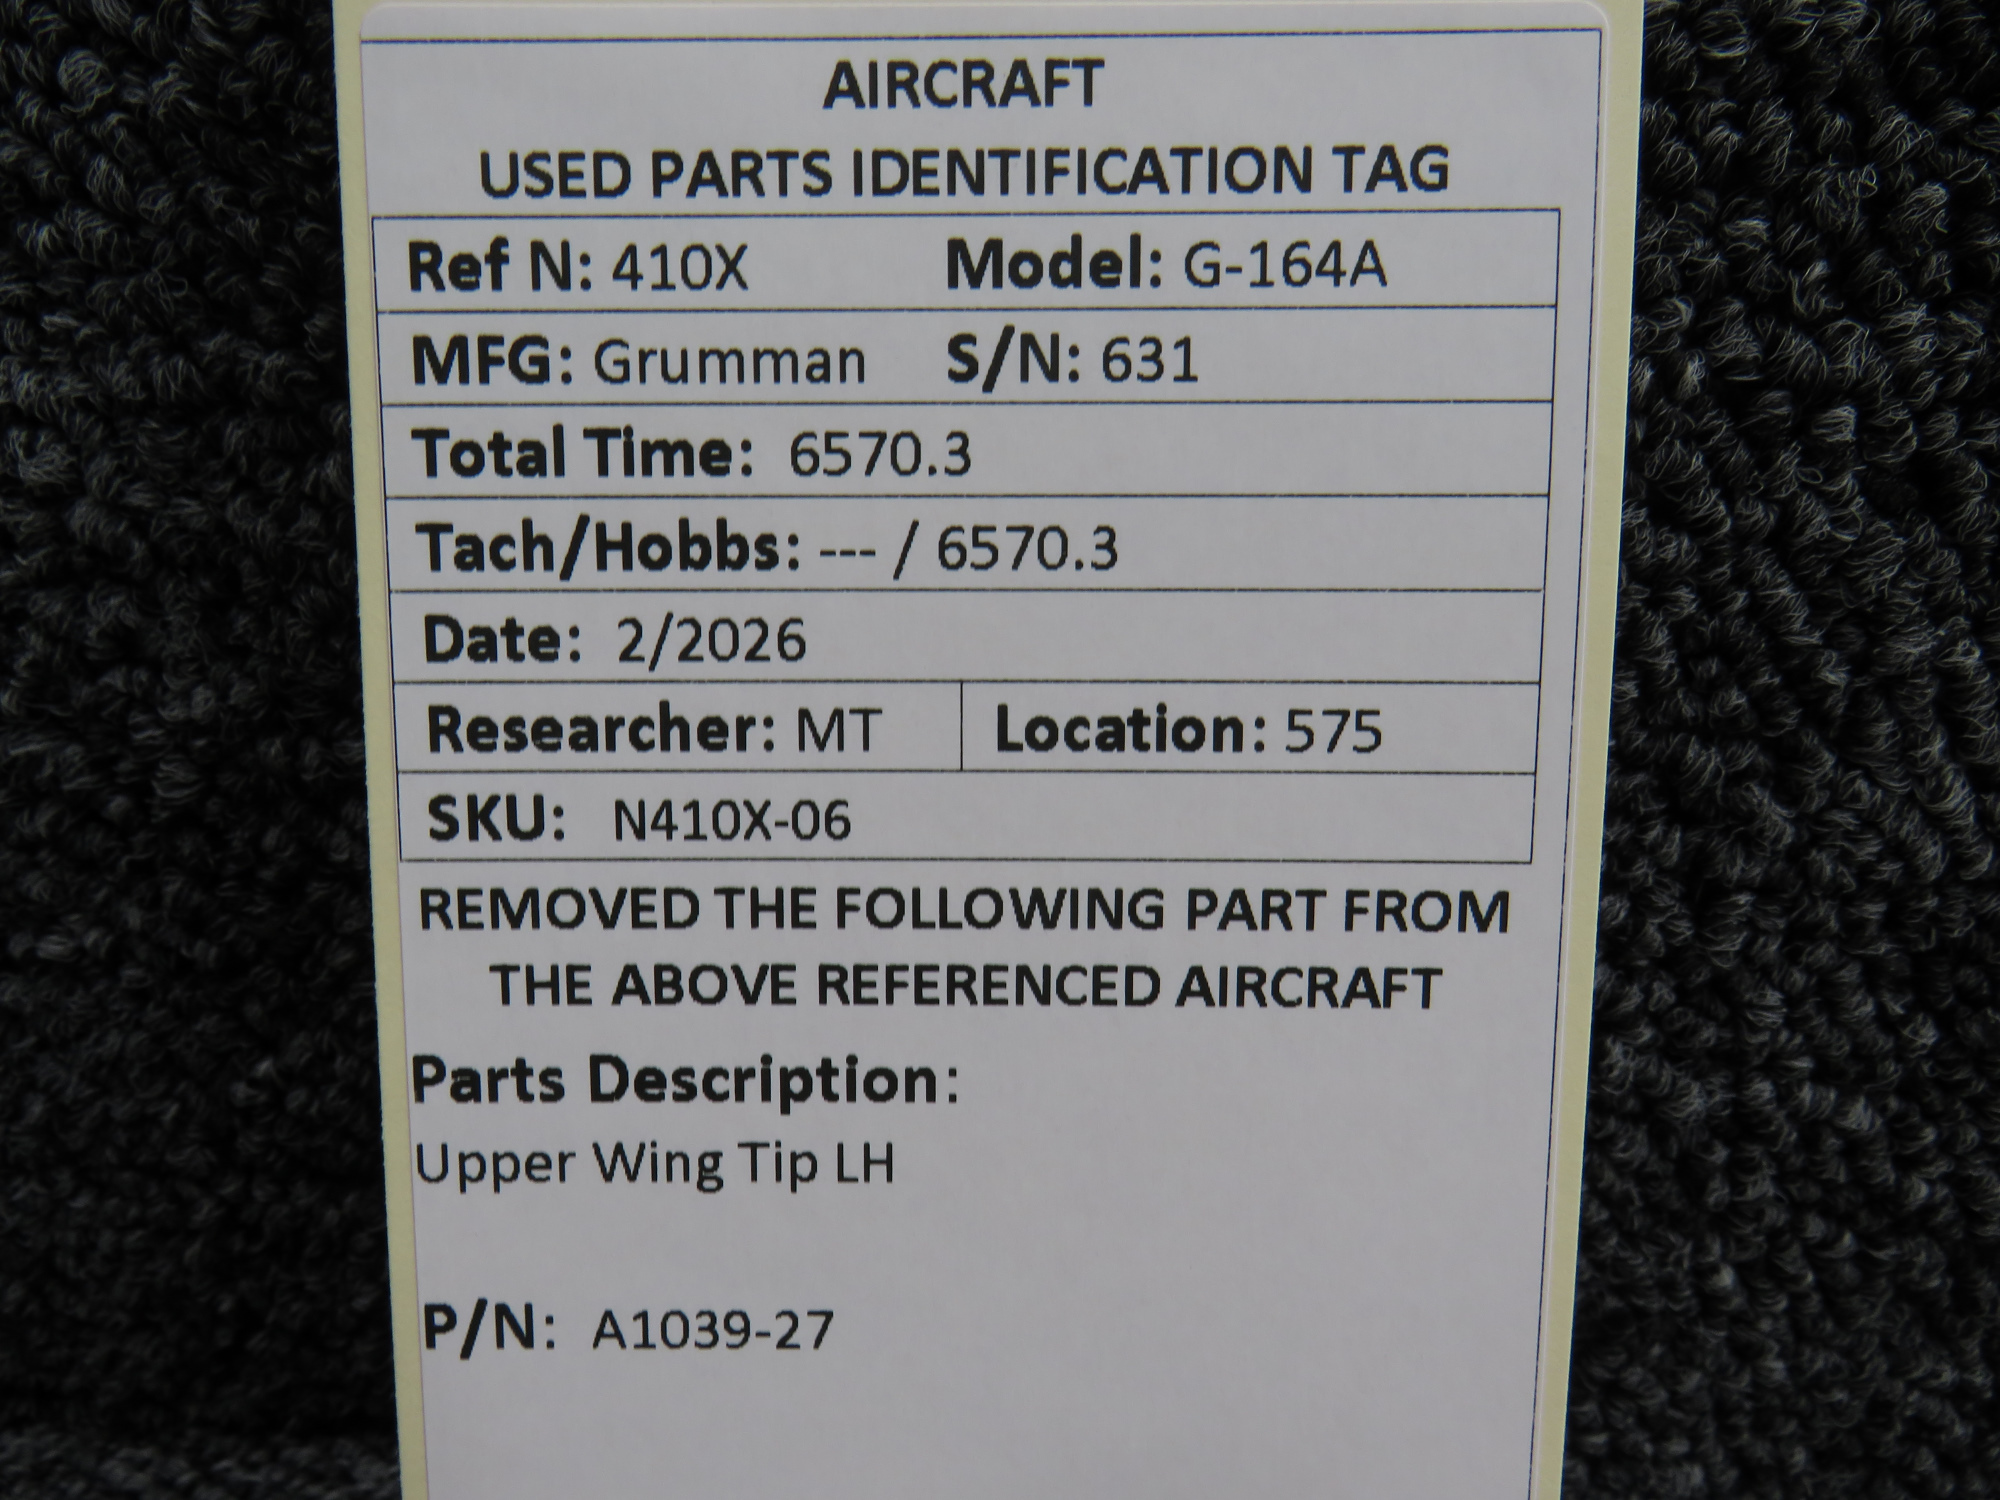 AIRCRAFT
USED PARTS IDENTIFICATION TAG
Ref N: 410X Model: G-164A
MFG: Grumman S/N: 631
Total Time: 6570.3
Tach/Hobbs: --- / 6570.3
Date: 2/2026
Researcher: MT Location: 575
SKU: N410X-06
REMOVED THE FOLLOWING PART FROM
THE ABOVE REFERENCED AIRCRAFT
Parts Description:
Upper Wing Tip LH
P/N: A1039-27